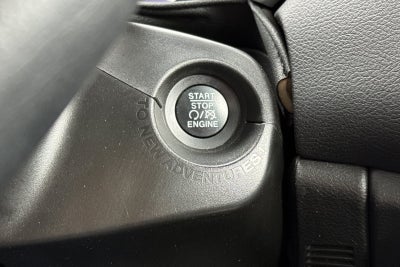 START
STOP
ENGINE
TO NEW ADVENTURES!